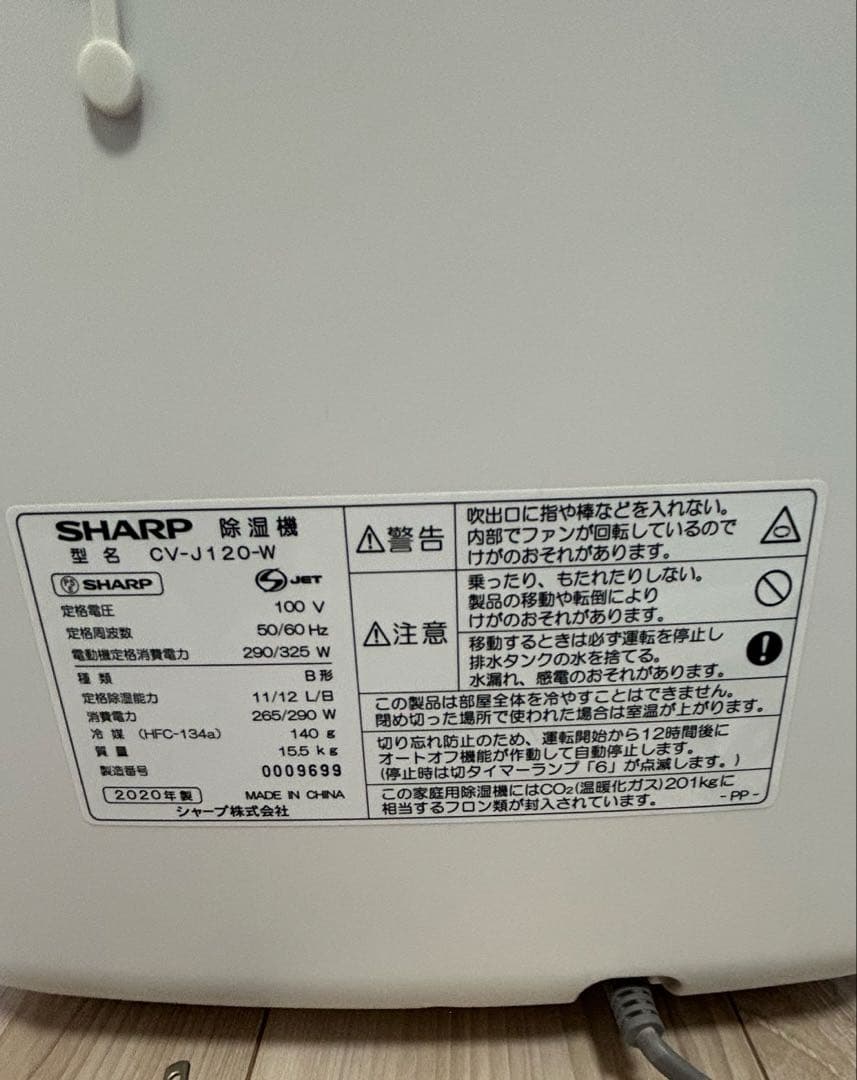 SHARP 除湿機
型名 CV-J120-W
SHARP JET
定格電圧 100 V
定格周波数 50/60 Hz
電動機定格消費電力 290/325 W
種類 B形
定格除湿能力 11/12 L/日
消費電力 265/290 W
冷媒 (HFC-134a) 140 g
質量 15.5 kg
製造番号 0009699
2020年製 MADE IN CHINA
シャープ株式会社
警告
吹出口に指や棒などを入れない。
内部でファンが回転しているので
けがのおそれがあります。
注意
乗ったり、もたれたりしない。
製品の移動や転倒により
けがのおそれがあります。
移動するときは必ず運転を停止し
排水タンクの水を捨てる。
水漏れ、感電のおそれがあります。
この製品は部屋全体を冷やすことはできません。
閉め切った場所で使われた場合は室温が上がります。
切り忘れ防止のため、運転開始から12時間後に
オートオフ機能が作動して自動停止します。
(停止時は切タイマーランプ「6」が点滅します。)
この家庭用除湿機にはCO₂(温暖化ガス)201kgに
相当するフロン類が封入されています。
-PP-